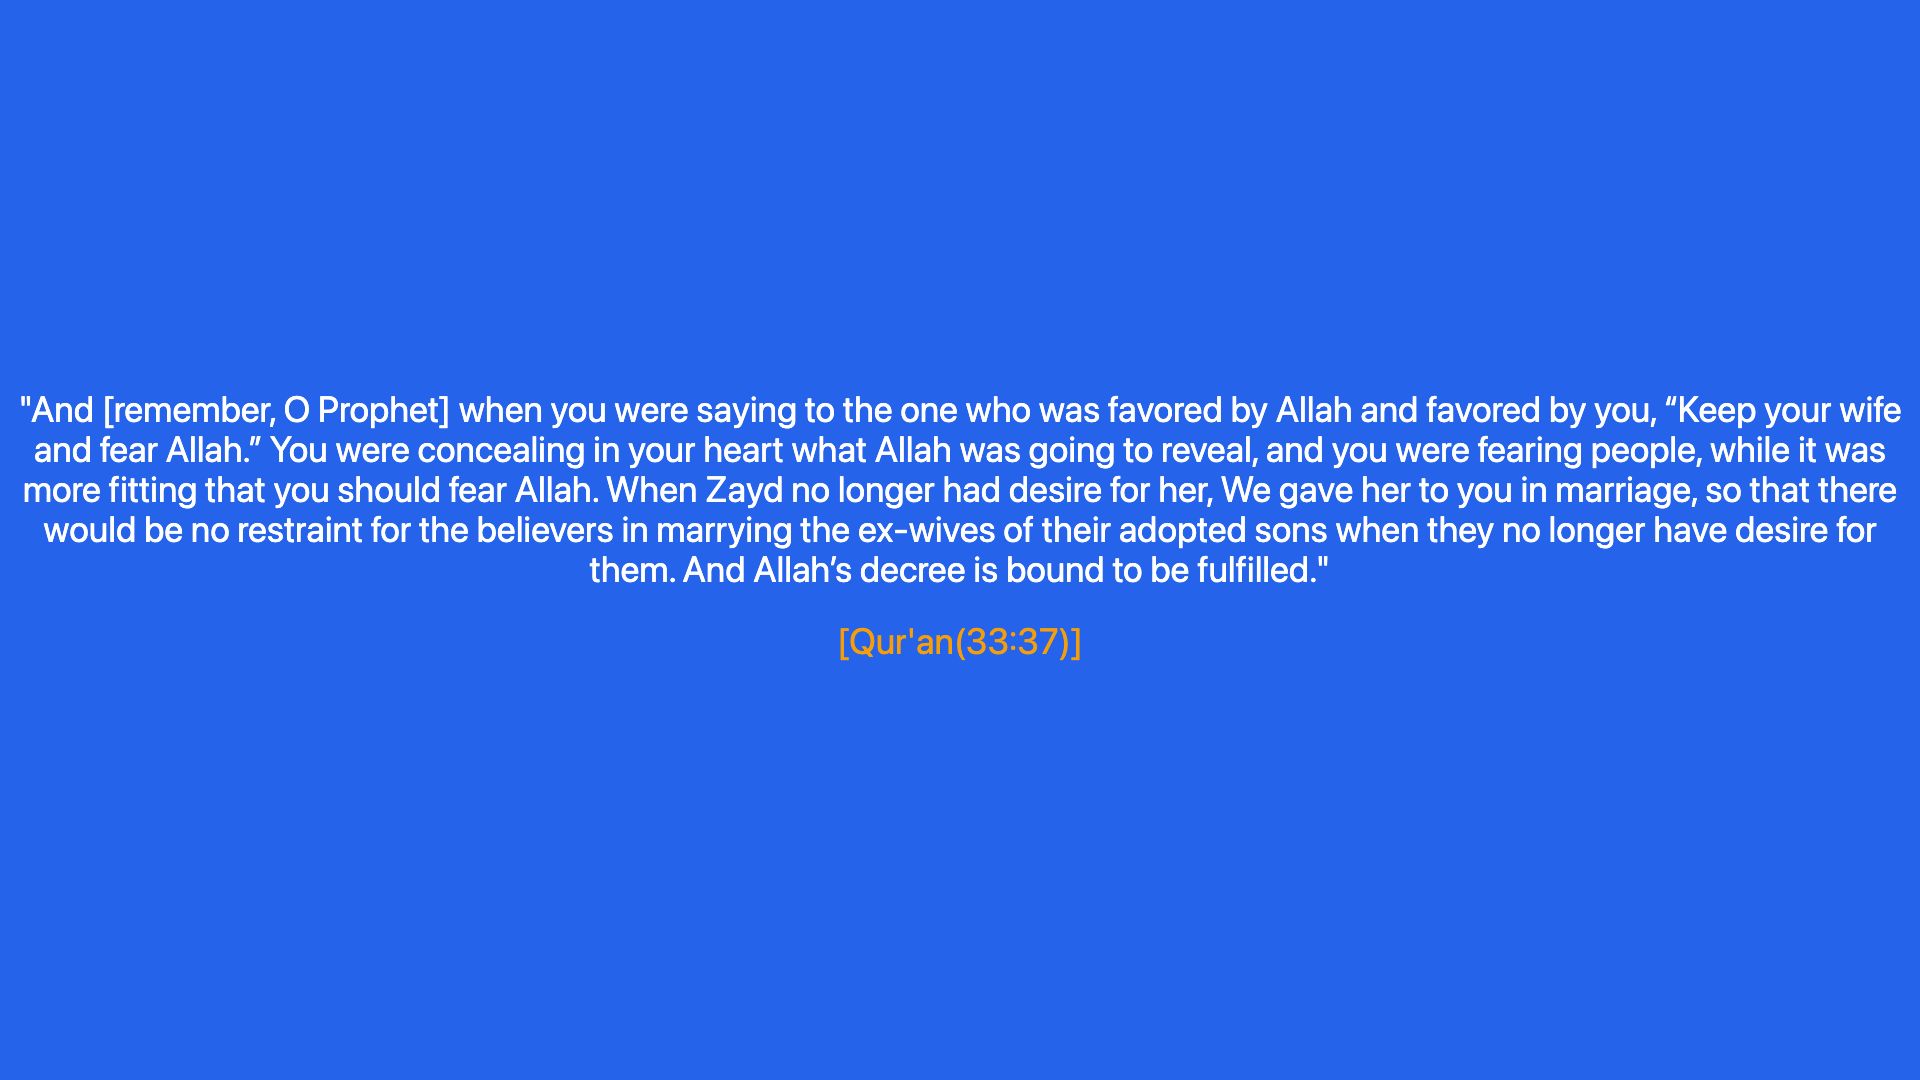 "And [remember, O Prophet] when you were saying to the one who was favored by Allah and favored by you, “Keep your wife
and fear Allah.” You were concealing in your heart what Allah was going to reveal, and you were fearing people, while it was
more fitting that you should fear Allah. When Zayd no longer had desire for her, We gave her to you in marriage, so that there
would be no restraint for the believers in marrying the ex-wives of their adopted sons when they no longer have desire for
them. And Allah’s decree is bound to be fulfilled."
[Qur'an(33:37)]